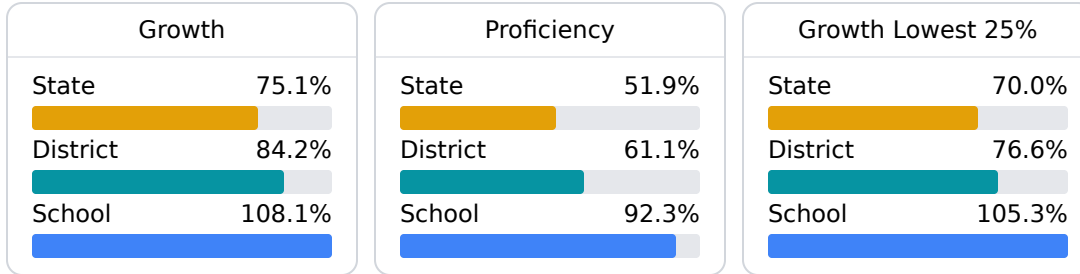 Growth
State 75.1%
District 84.2%
School 108.1%
Proficiency
State 51.9%
District 61.1%
School 92.3%
Growth Lowest 25%
State 70.0%
District 76.6%
School 105.3%